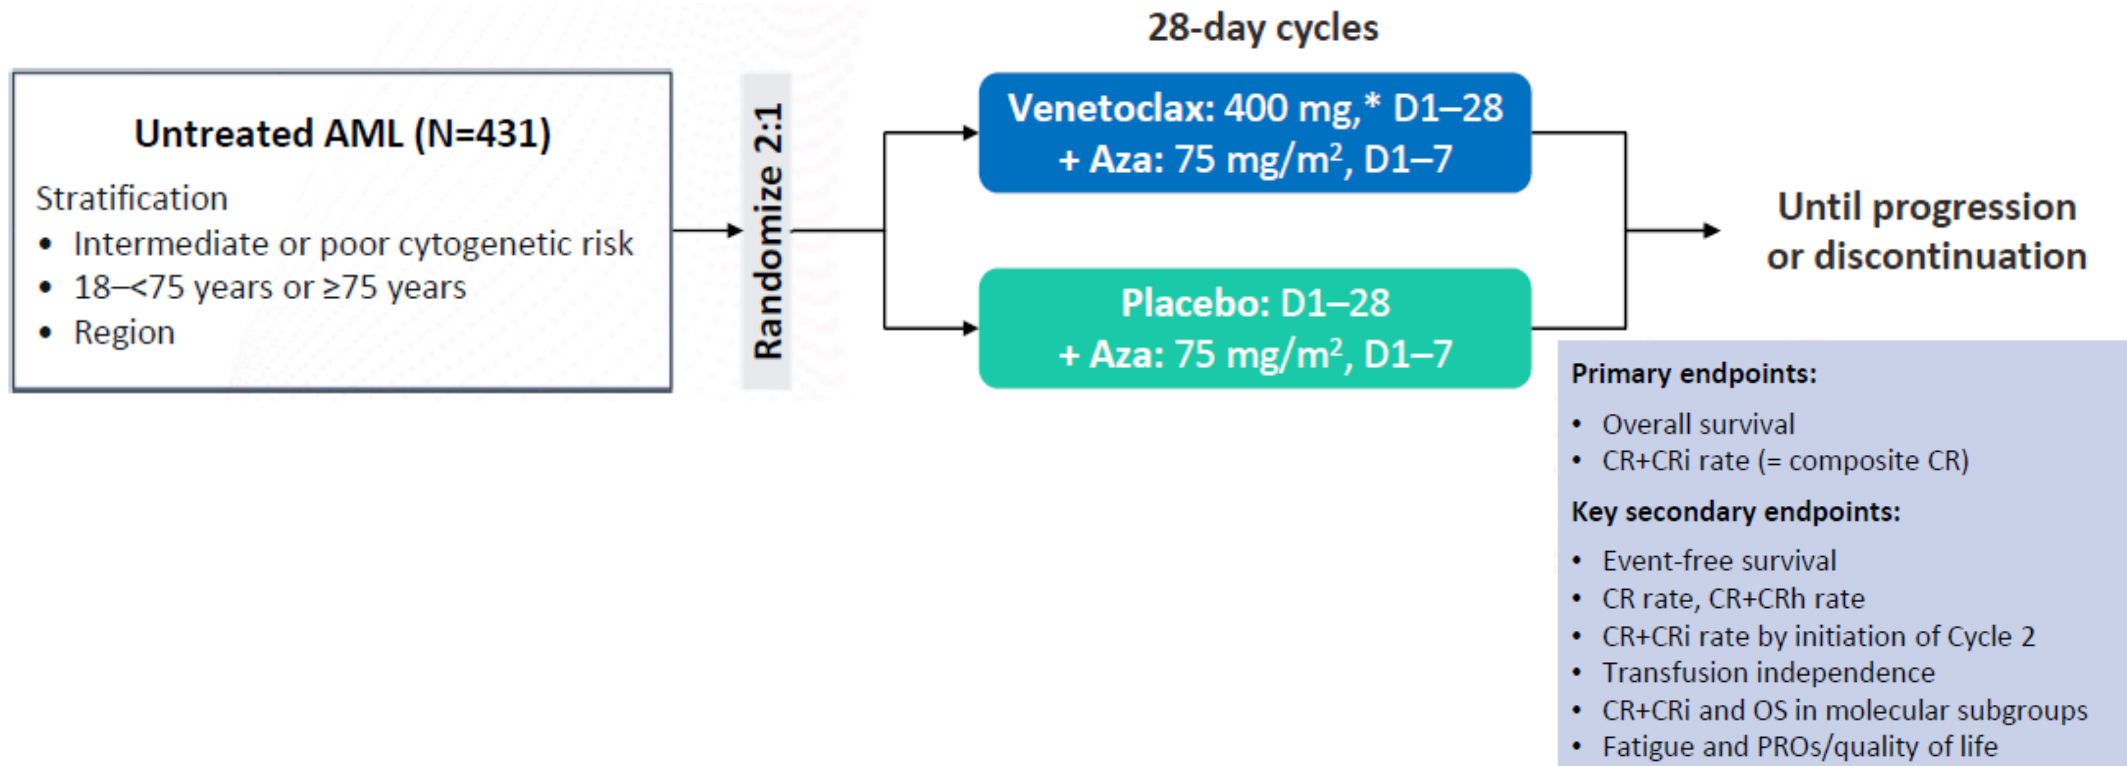 28-day cycles
Untreated AML (N=431)
Stratification
• Intermediate or poor cytogenetic risk
• 18–<75 years or ≥75 years
• Region
Randomize 2:1
Venetoclax: 400 mg,* D1–28
+ Aza: 75 mg/m², D1–7
Placebo: D1–28
+ Aza: 75 mg/m², D1–7
Until progression
or discontinuation
Primary endpoints:
• Overall survival
• CR+CRi rate (= composite CR)
Key secondary endpoints:
• Event-free survival
• CR rate, CR+CRh rate
• CR+CRi rate by initiation of Cycle 2
• Transfusion independence
• CR+CRi and OS in molecular subgroups
• Fatigue and PROs/quality of life